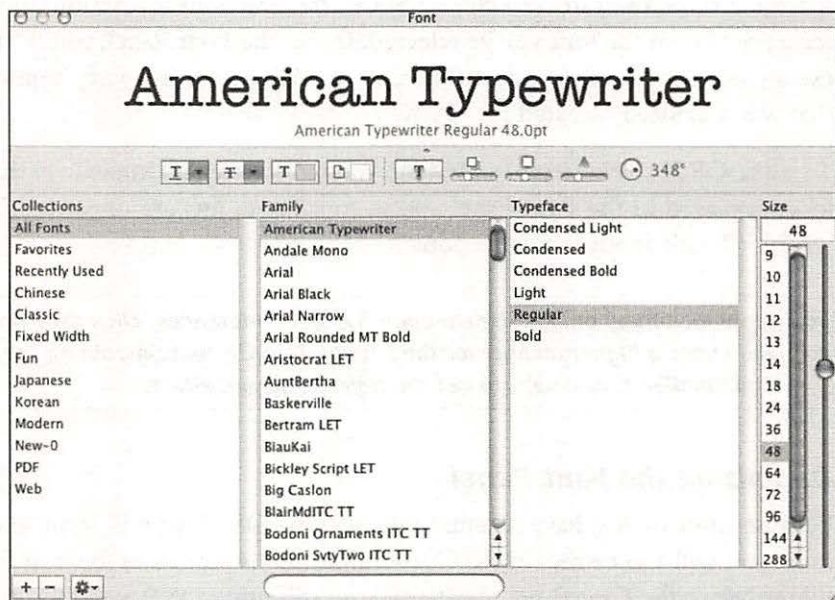 Font
American Typewriter
American Typewriter Regular 48.0pt
T T T T 348°
Collections
All Fonts
Favorites
Recently Used
Chinese
Classic
Fixed Width
Fun
Japanese
Korean
Modern
New~0
PDF
Web
Family
American Typewriter
Andale Mono
Arial
Arial Black
Arial Narrow
Arial Rounded MT Bold
Aristocrat LET
AuntBertha
Baskerville
Bertram LET
BiauKai
Bickley Script LET
Big Caslon
BlairMdITC TT
Bodoni Ornaments ITC TT
Bodoni SvtyTwo ITC TT
Typeface
Condensed Light
Condensed
Condensed Bold
Light
Regular
Bold
Size
48
9
10
11
12
13
14
18
24
36
48
64
72
96
144
288